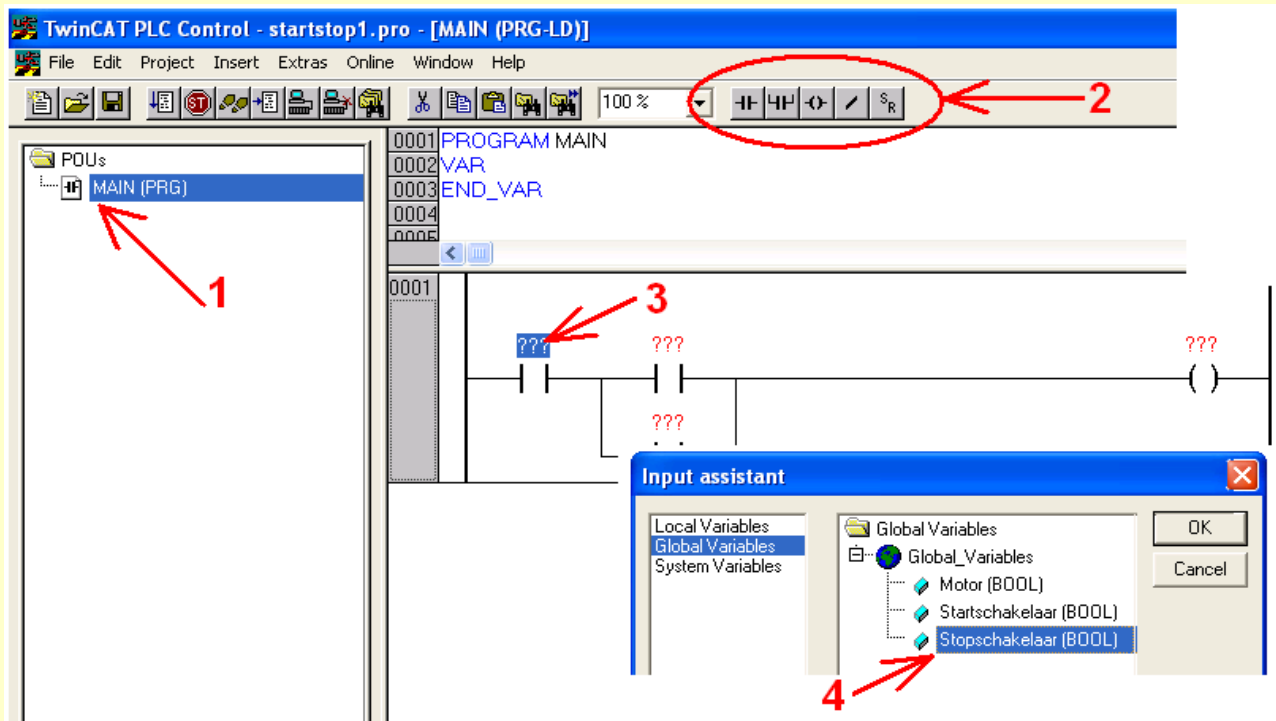 TwinCAT PLC Control - startstop1.pro - [MAIN (PRG-LD)]
File Edit Project Insert Extras Online Window Help
100 %
S
R
2
POUs
MAIN (PRG)
1
0001 PROGRAM MAIN
0002 VAR
0003 END_VAR
0004
0005
0001
3
??? ??? ???
???
Input assistant
Local Variables
Global Variables
System Variables
Global Variables
Global_Variables
Motor (BOOL)
Startschakelaar (BOOL)
Stopschakelaar (BOOL)
OK
Cancel
4